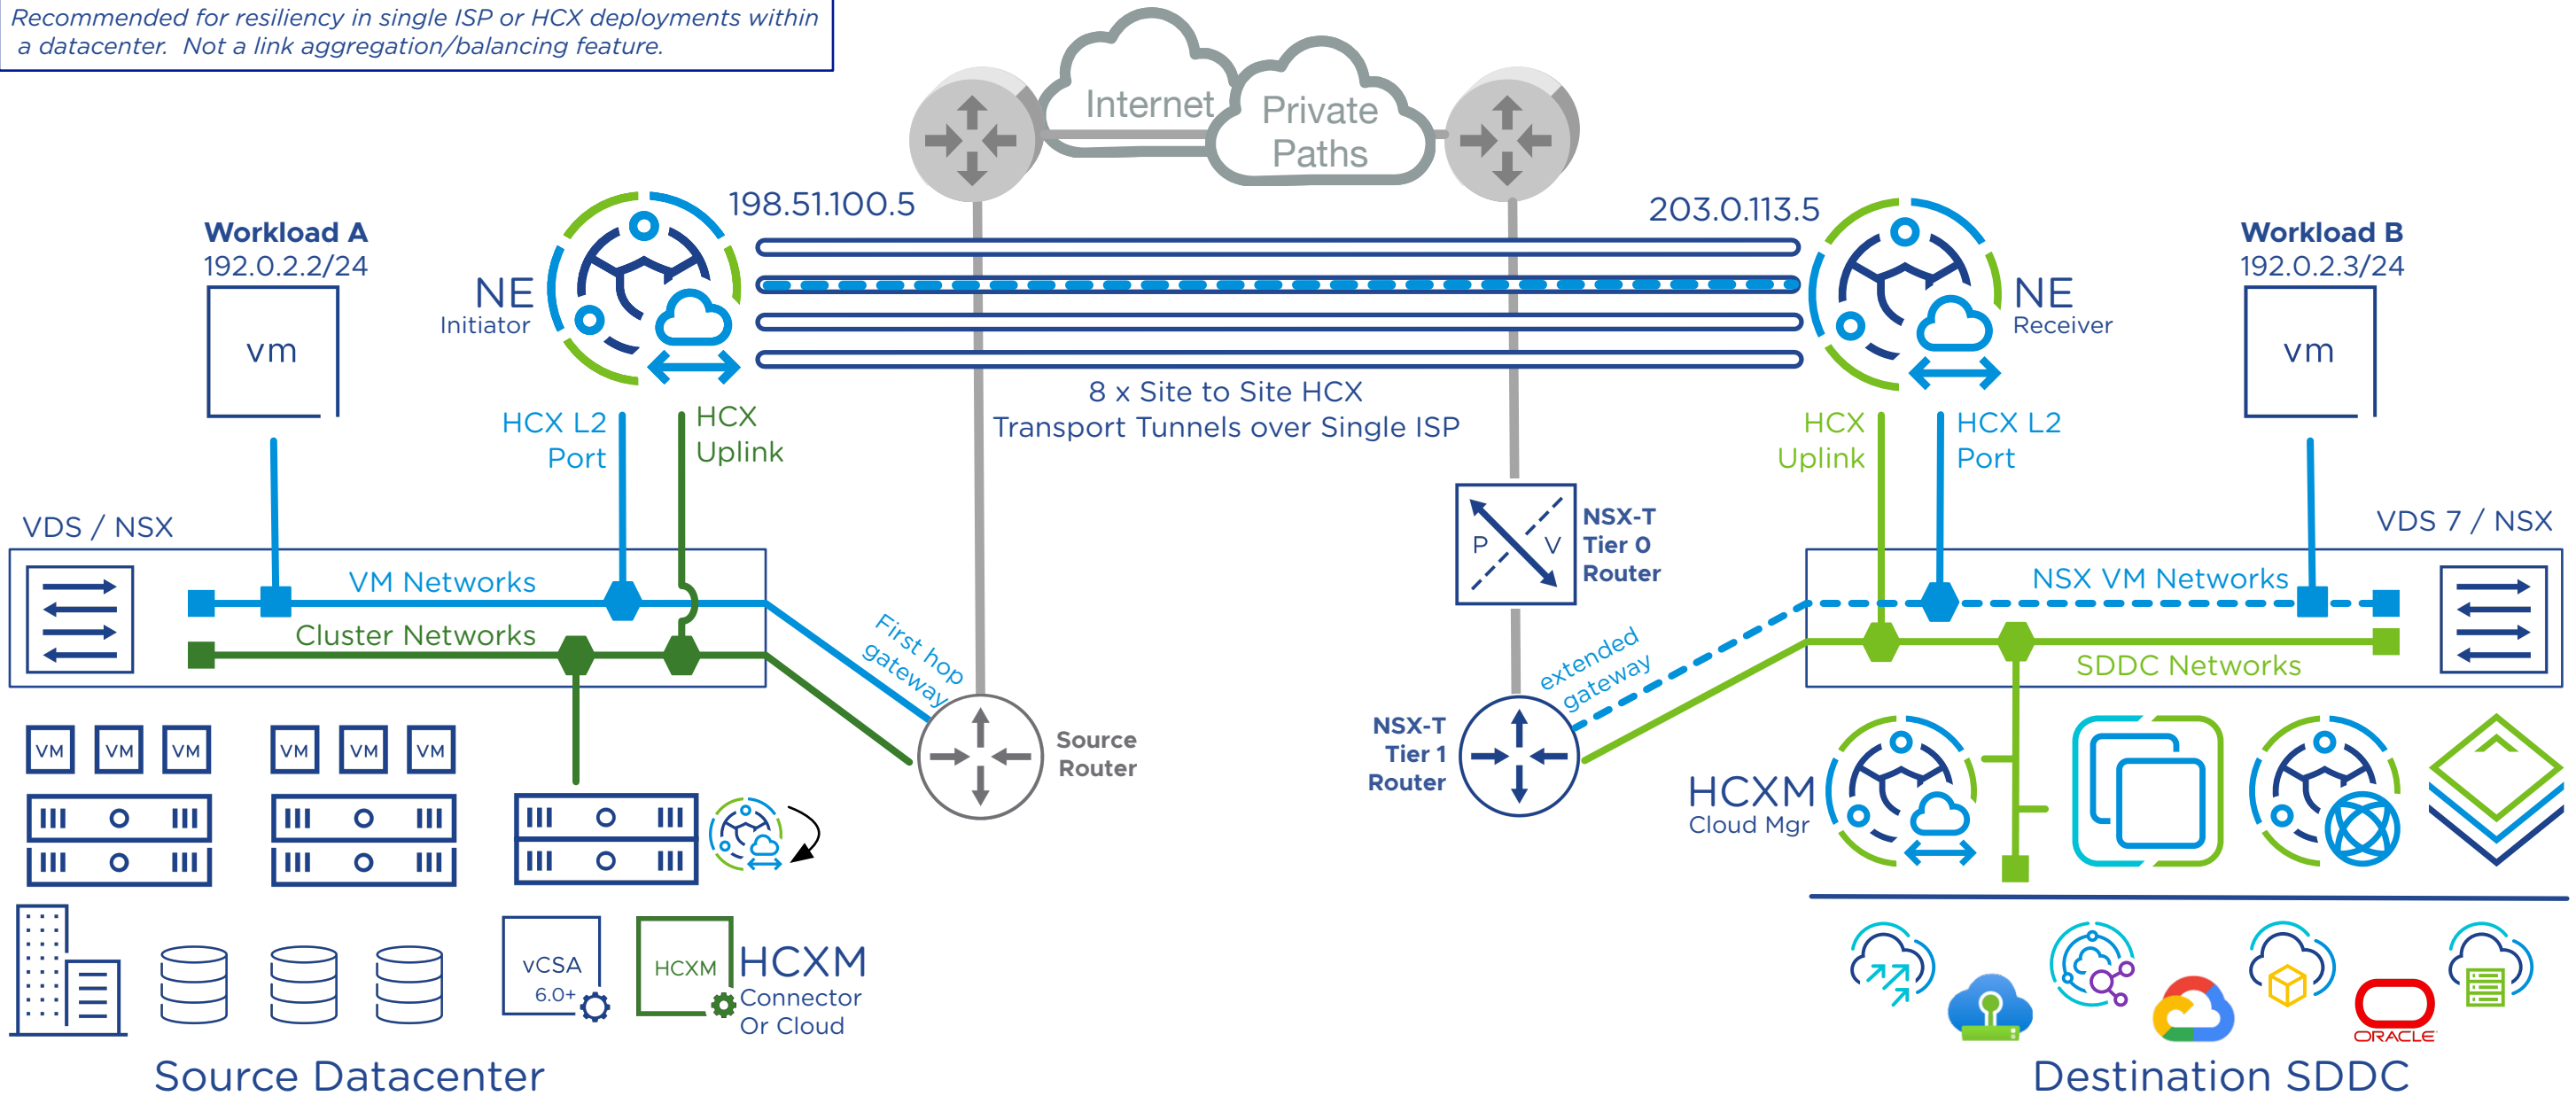 Recommended for resiliency in single ISP or HCX deployments within
a datacenter. Not a link aggregation/balancing feature.
Internet
Private
Paths
198.51.100.5
203.0.113.5
Workload A
192.0.2.2/24
vm
NE
Initiator
NE
Receiver
Workload B
192.0.2.3/24
vm
8 x Site to Site HCX
Transport Tunnels over Single ISP
HCX L2
Port
HCX
Uplink
HCX
Uplink
HCX L2
Port
VDS / NSX
VM Networks
Cluster Networks
First hop
gateway
Source
Router
P
V
NSX-T
Tier 0
Router
NSX-T
Tier 1
Router
extended
gateway
VDS 7 / NSX
NSX VM Networks
SDDC Networks
VM
VM
VM
VM
VM
VM
HCXM
Cloud Mgr
vCSA
6.0+
HCXM
HCXM
Connector
Or Cloud
ORACLE
Source Datacenter
Destination SDDC